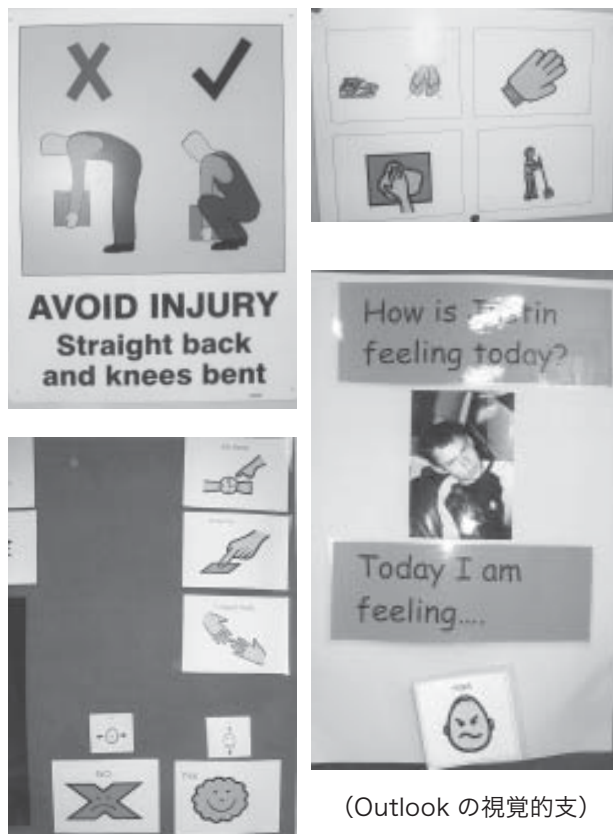 AVOID INJURY
Straight back
and knees bent
How is
feeling today?
Today I am
feeling....
NO
(Outlook の視覚的支)